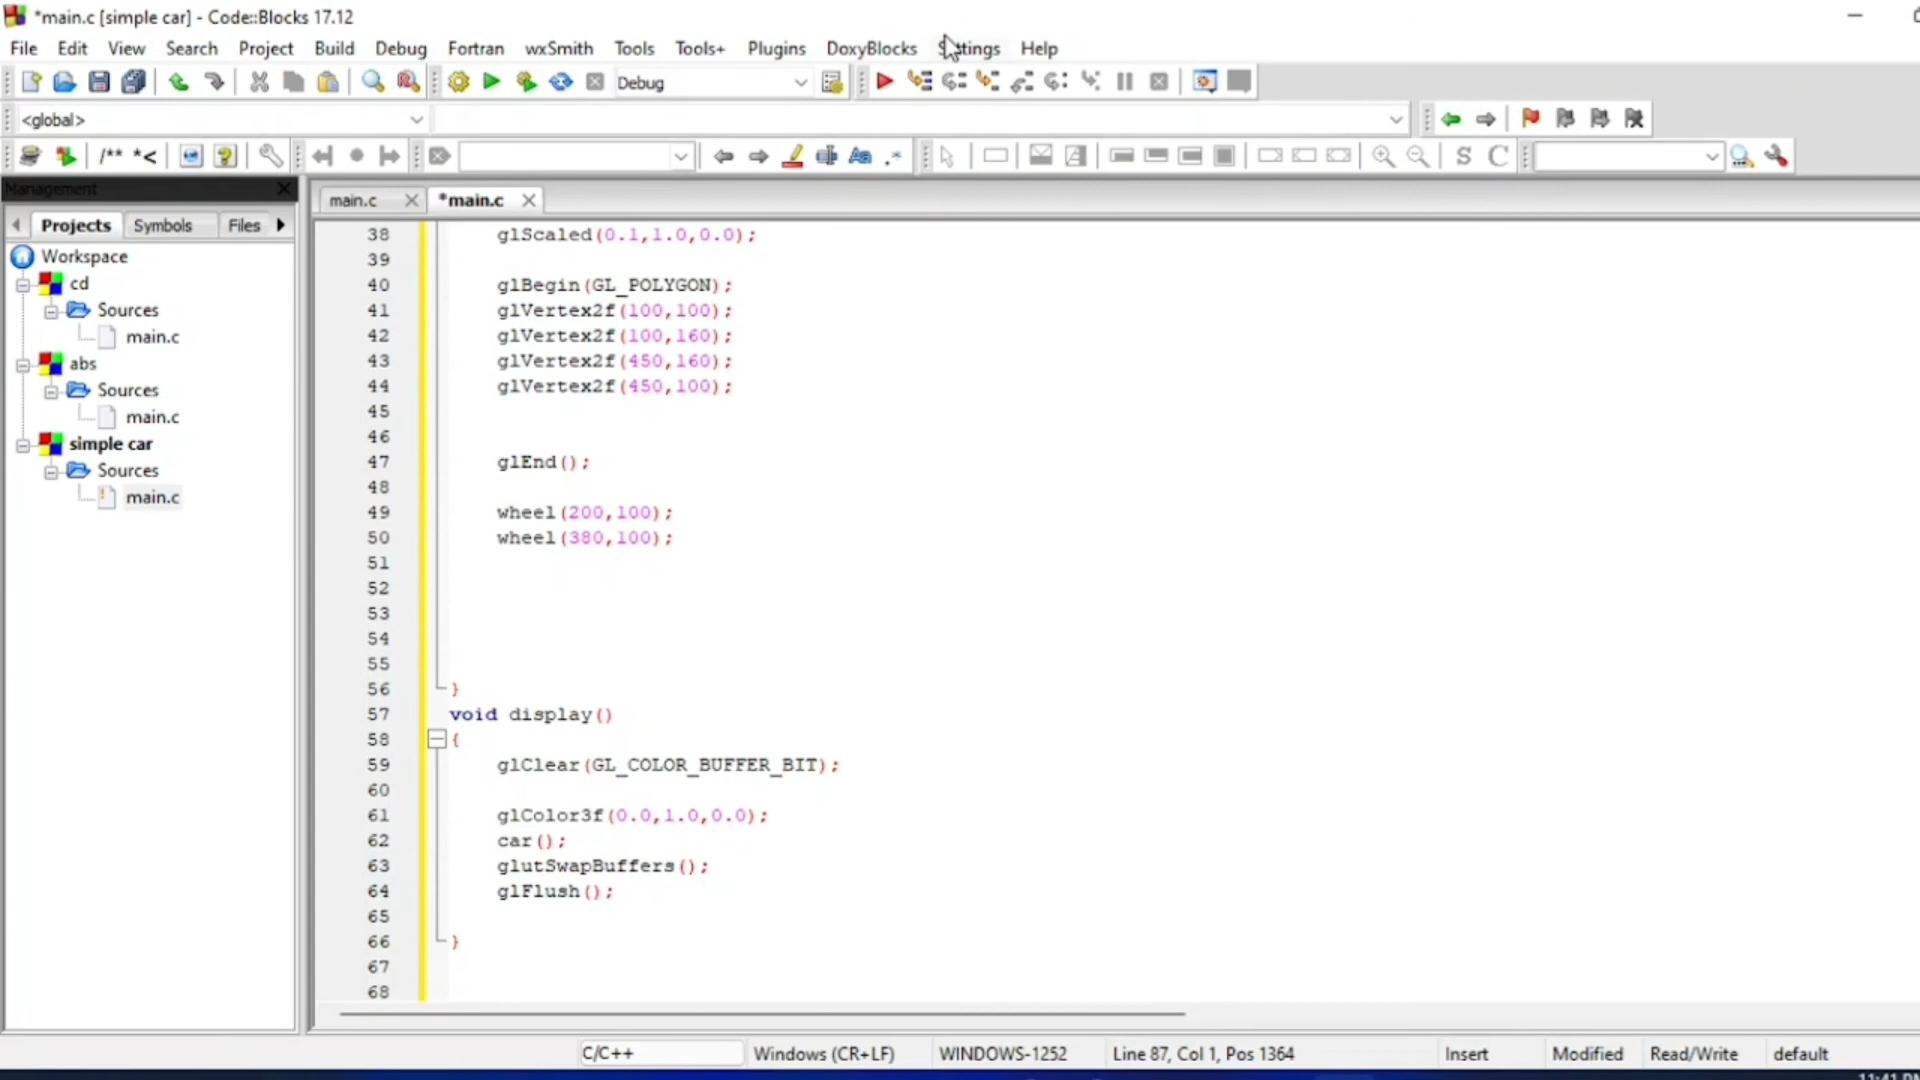 *main.c [simple car] - Code::Blocks 17.12
File Edit View Search Project Build Debug Fortran wxSmith Tools Tools+ Plugins DoxyBlocks Settings Help
Debug
<global>
/** *<
Aa .*
S C
Management
Projects Symbols Files
main.c *main.c
Workspace
cd
Sources
main.c
abs
Sources
main.c
simple car
Sources
main.c
38 glScaled(0.1,1.0,0.0);
39
40 glBegin(GL_POLYGON);
41 glVertex2f(100,100);
42 glVertex2f(100,160);
43 glVertex2f(450,160);
44 glVertex2f(450,100);
45
46
47 glEnd();
48
49 wheel(200,100);
50 wheel(380,100);
51
52
53
54
55
56 }
57 void display()
58 {
59 glClear(GL_COLOR_BUFFER_BIT);
60
61 glColor3f(0.0,1.0,0.0);
62 car();
63 glutSwapBuffers();
64 glFlush();
65
66 }
67
68
C/C++ Windows (CR+LF) WINDOWS-1252 Line 87, Col 1, Pos 1364 Insert Modified Read/Write default